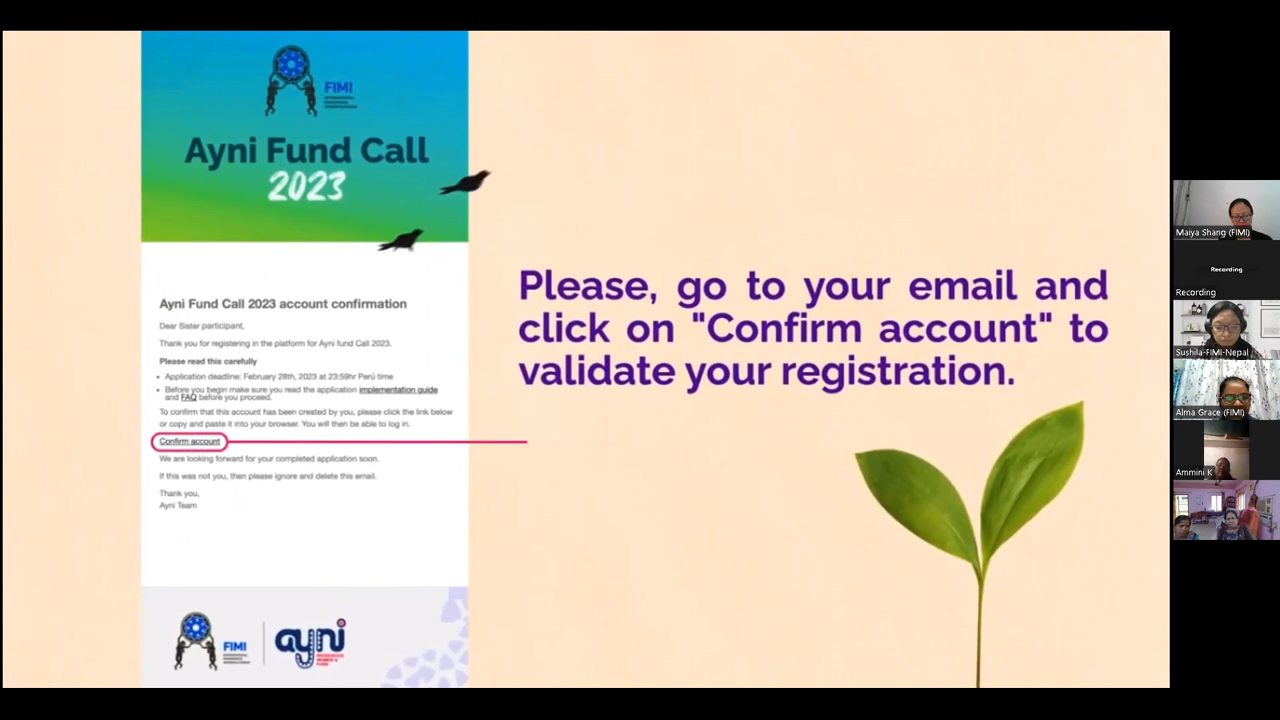 FIMI
Ayni Fund Call
2023
Ayni Fund Call 2023 account confirmation
Dear Sister participant,
Thank you for registering in the platform for Ayni fund Call 2023.
Please read this carefully
• Application deadline: February 28th, 2023 at 23:59hr Perú time
• Before you begin make sure you read the application implementation guide
and FAQ before you proceed.
To confirm that this account has been created by you, please click the link below
or copy and paste it into your browser. You will then be able to log in.
Confirm account
We are looking forward for your completed application soon.
If this was not you, then please ignore and delete this email.
Thank you,
Ayni Team
FIMI
ayni
INDIGENOUS
WOMEN'S
FUND
Please, go to your email and
click on "Confirm account" to
validate your registration.
Maiya Shang (FIMI)
Recording
Recording
Sushila-FIMI-Nepal
Alma Grace (FIMI)
Ammini K